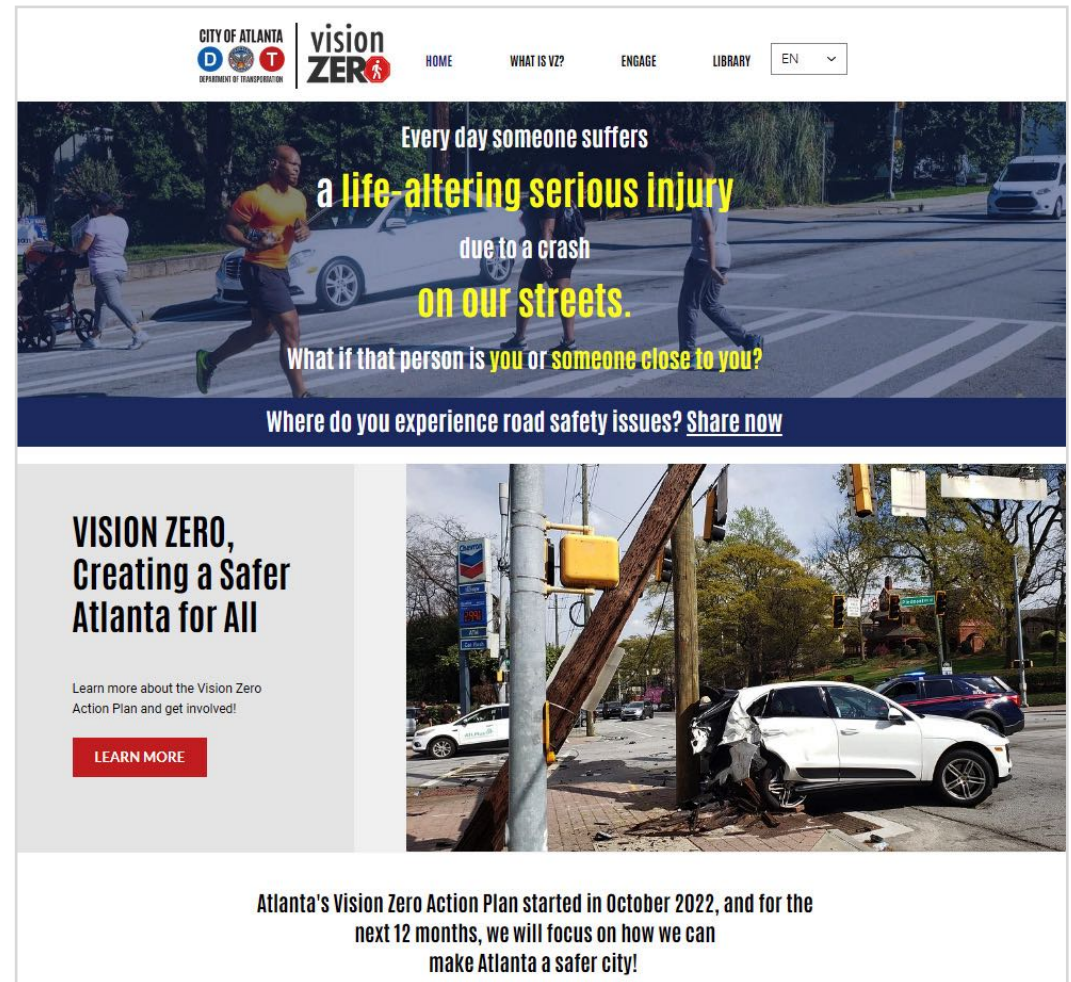 CITY OF ATLANTA
D T
DEPARTMENT OF TRANSPORTATION
vision
ZERO
HOME
WHAT IS VZ?
ENGAGE
LIBRARY
EN
Every day someone suffers
a life-altering serious injury
due to a crash
on our streets.
What if that person is you or someone close to you?
Where do you experience road safety issues? Share now
VISION ZERO,
Creating a Safer
Atlanta for All
Learn more about the Vision Zero
Action Plan and get involved!
LEARN MORE
Chevron
Atlanta's Vision Zero Action Plan started in October 2022, and for the
next 12 months, we will focus on how we can
make Atlanta a safer city!